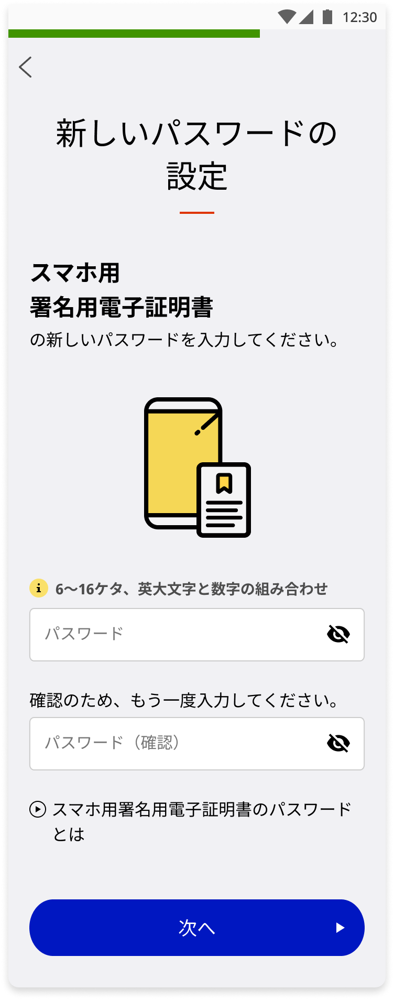 12:30
新しいパスワードの
設定
スマホ用
署名用電子証明書
の新しいパスワードを入力してください。
6〜16ケタ、英大文字と数字の組み合わせ
パスワード
確認のため、もう一度入力してください。
パスワード（確認）
スマホ用署名用電子証明書のパスワード
とは
次へ